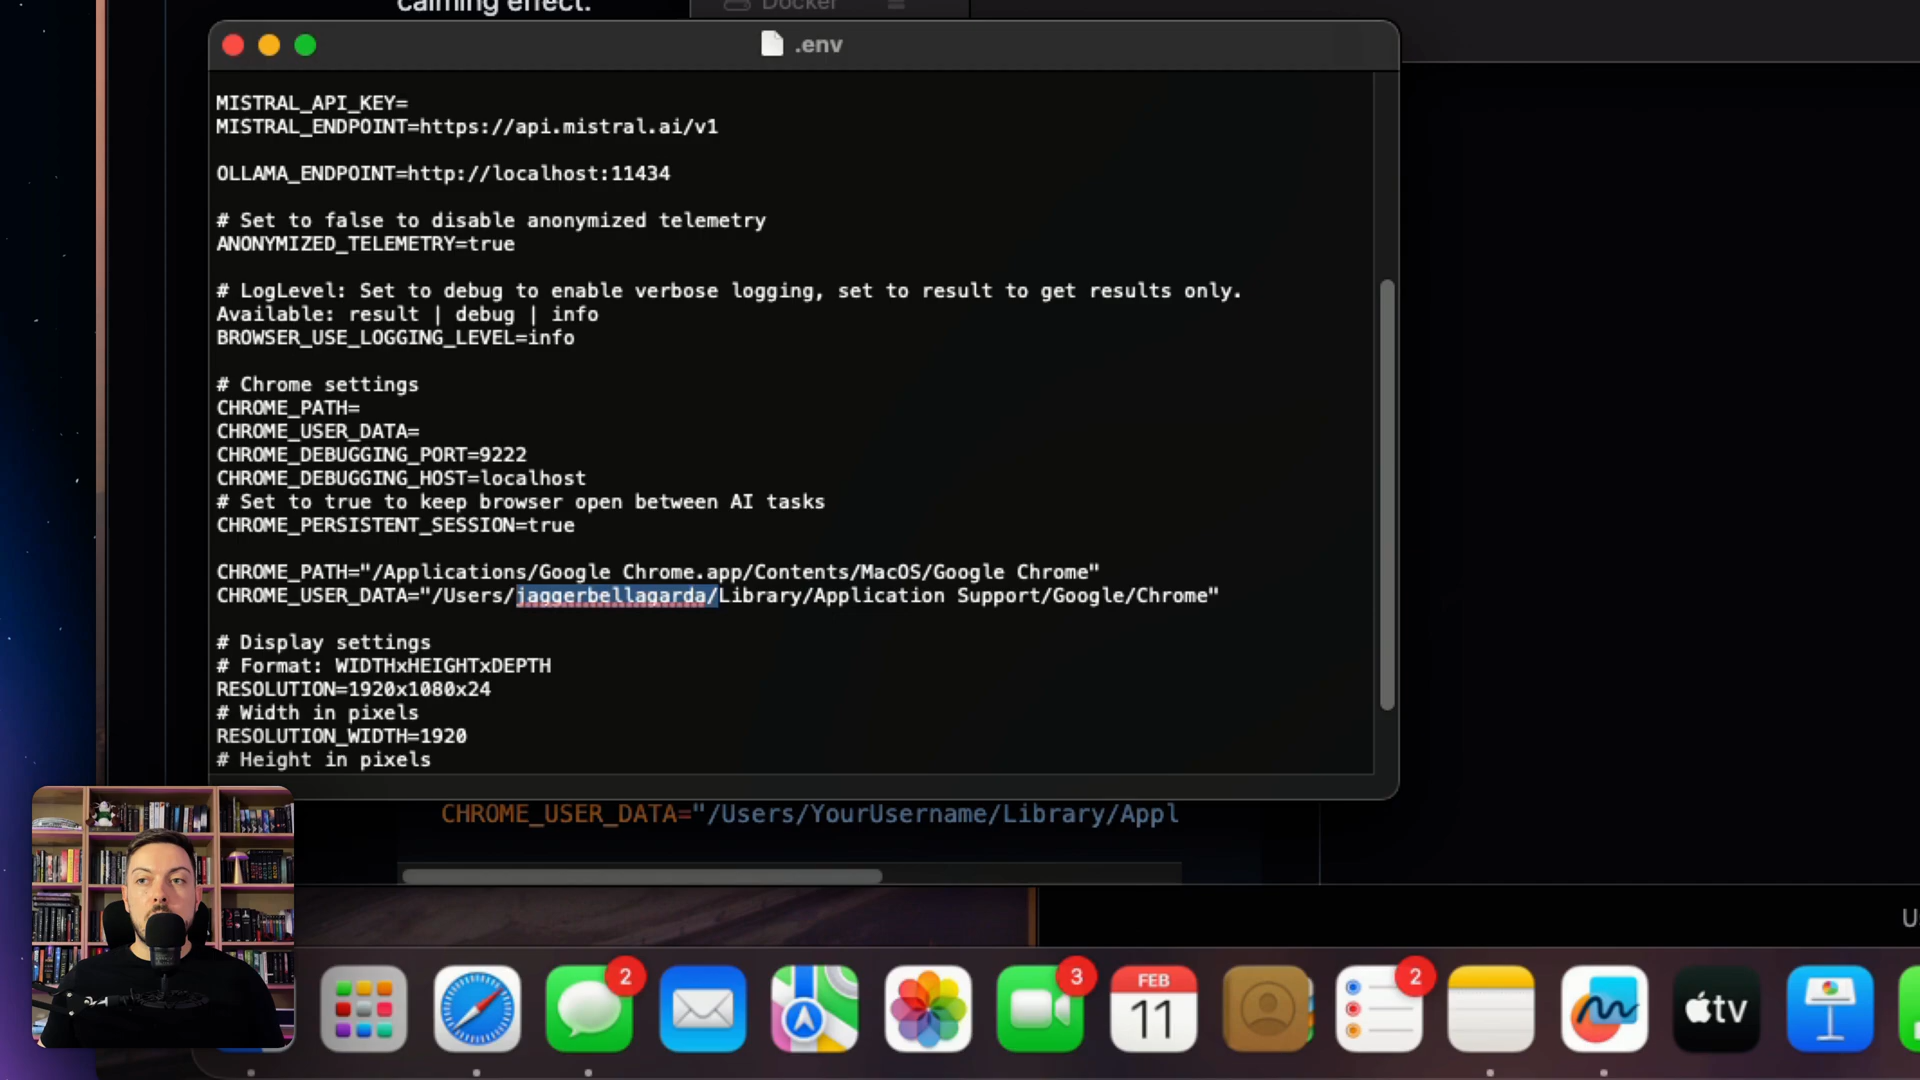 calming effect.
Docker
.env
MISTRAL_API_KEY=
MISTRAL_ENDPOINT=https://api.mistral.ai/v1
OLLAMA_ENDPOINT=http://localhost:11434
# Set to false to disable anonymized telemetry
ANONYMIZED_TELEMETRY=true
# LogLevel: Set to debug to enable verbose logging, set to result to get results only.
Available: result | debug | info
BROWSER_USE_LOGGING_LEVEL=info
# Chrome settings
CHROME_PATH=
CHROME_USER_DATA=
CHROME_DEBUGGING_PORT=9222
CHROME_DEBUGGING_HOST=localhost
# Set to true to keep browser open between AI tasks
CHROME_PERSISTENT_SESSION=true
CHROME_PATH="/Applications/Google Chrome.app/Contents/MacOS/Google Chrome"
CHROME_USER_DATA="/Users/jaggerbellagarda/Library/Application Support/Google/Chrome"
# Display settings
# Format: WIDTHxHEIGHTxDEPTH
RESOLUTION=1920x1080x24
# Width in pixels
RESOLUTION_WIDTH=1920
# Height in pixels
CHROME_USER_DATA="/Users/YourUsername/Library/Appl
U
2
3
FEB
11
2
tv